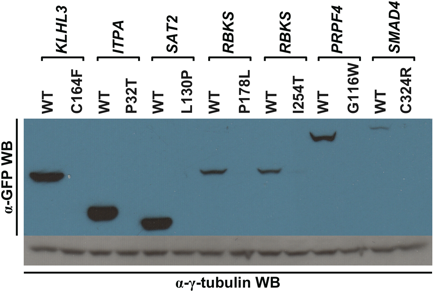 KLHL3 ITPA SAT2 RBKS RBKS PRPF4 SMAD4
WT C164F WT P32T WT L130P WT P178L WT I254T WT G116W WT C324R
α-GFP WB
α-γ-tubulin WB